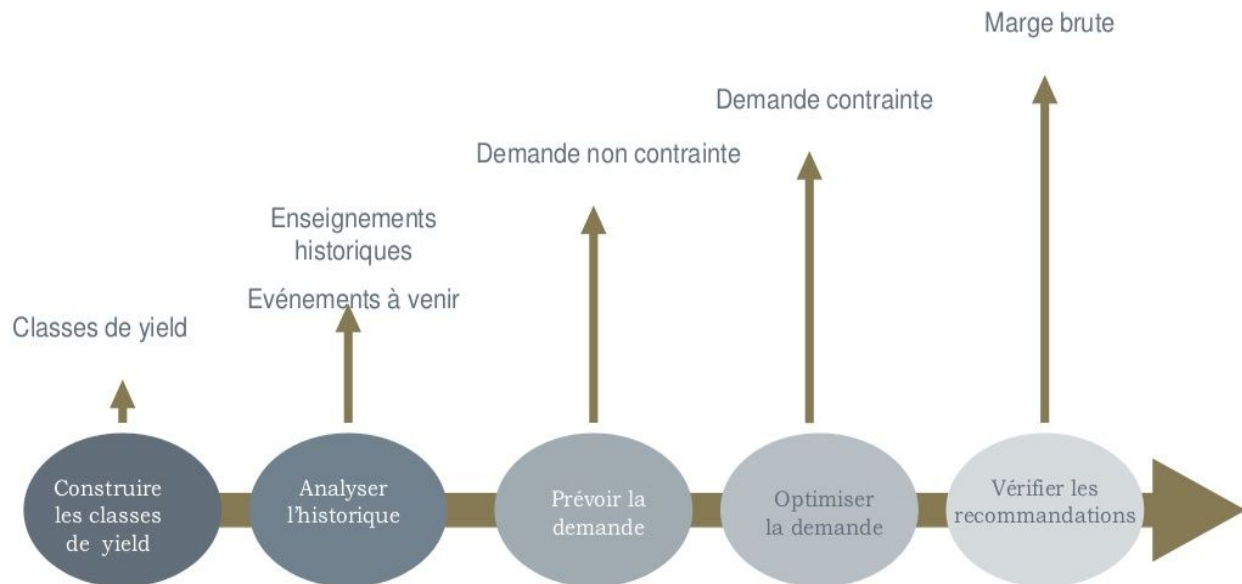 Marge brute
Demande contrainte
Demande non contrainte
Enseignements
historiques
Evénements à venir
Classes de yield
Construire
les classes
de yield
Analyser
l'historique
Prévoir la
demande
Optimiser
la demande
Vérifier les
recommandations